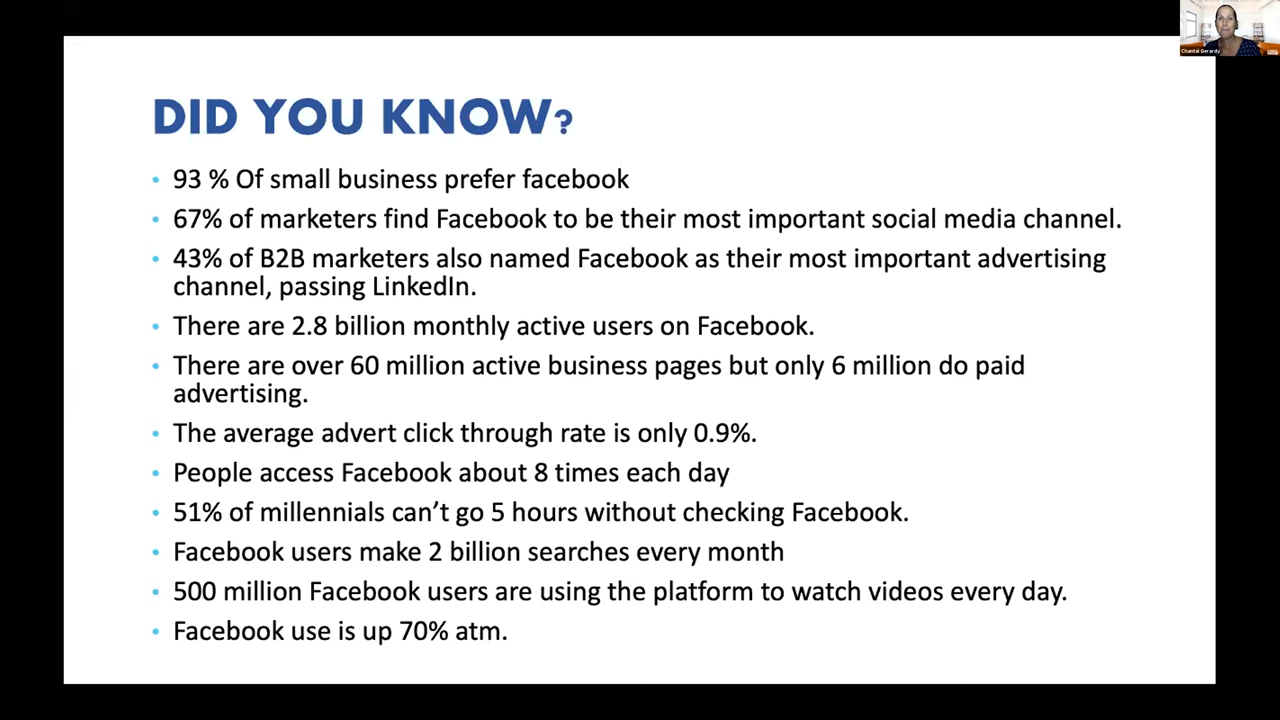 Chantal Gerardy
DID YOU KNOW?
• 93 % Of small business prefer facebook
• 67% of marketers find Facebook to be their most important social media channel.
• 43% of B2B marketers also named Facebook as their most important advertising
channel, passing LinkedIn.
• There are 2.8 billion monthly active users on Facebook.
• There are over 60 million active business pages but only 6 million do paid
advertising.
• The average advert click through rate is only 0.9%.
• People access Facebook about 8 times each day
• 51% of millennials can’t go 5 hours without checking Facebook.
• Facebook users make 2 billion searches every month
• 500 million Facebook users are using the platform to watch videos every day.
• Facebook use is up 70% atm.